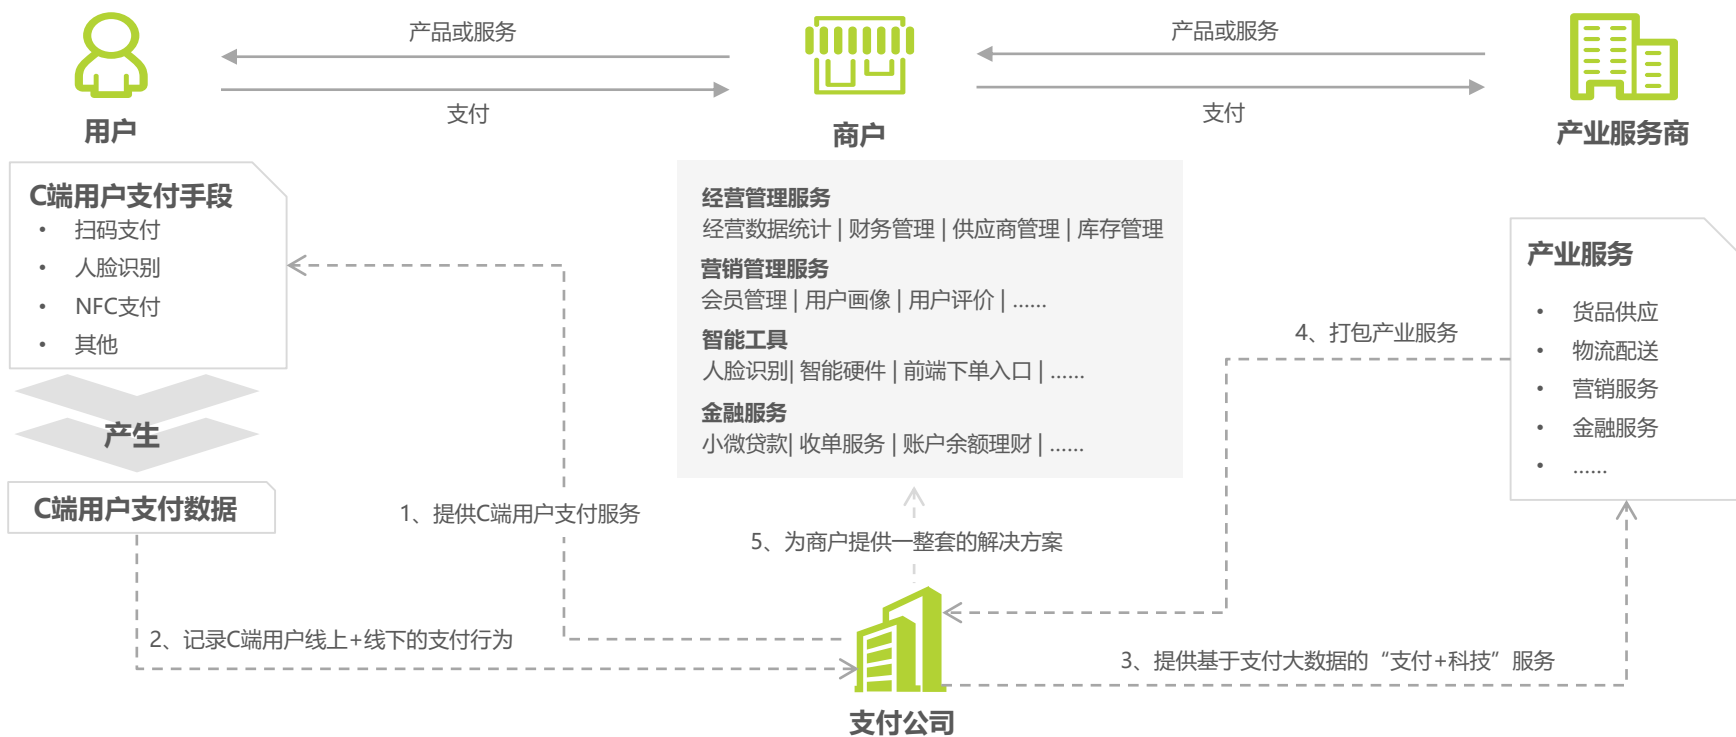 产品或服务
支付
产品或服务
支付
用户
商户
产业服务商
C端用户支付手段
• 扫码支付
• 人脸识别
• NFC支付
• 其他
产生
C端用户支付数据
经营管理服务
经营数据统计 | 财务管理 | 供应商管理 | 库存管理
营销管理服务
会员管理 | 用户画像 | 用户评价 | ……
智能工具
人脸识别| 智能硬件 | 前端下单入口 | ……
金融服务
小微贷款| 收单服务 | 账户余额理财 | ……
产业服务
• 货品供应
• 物流配送
• 营销服务
• 金融服务
• ……
4、打包产业服务
1、提供C端用户支付服务
5、为商户提供一整套的解决方案
2、记录C端用户线上+线下的支付行为
3、提供基于支付大数据的“支付+科技”服务
支付公司